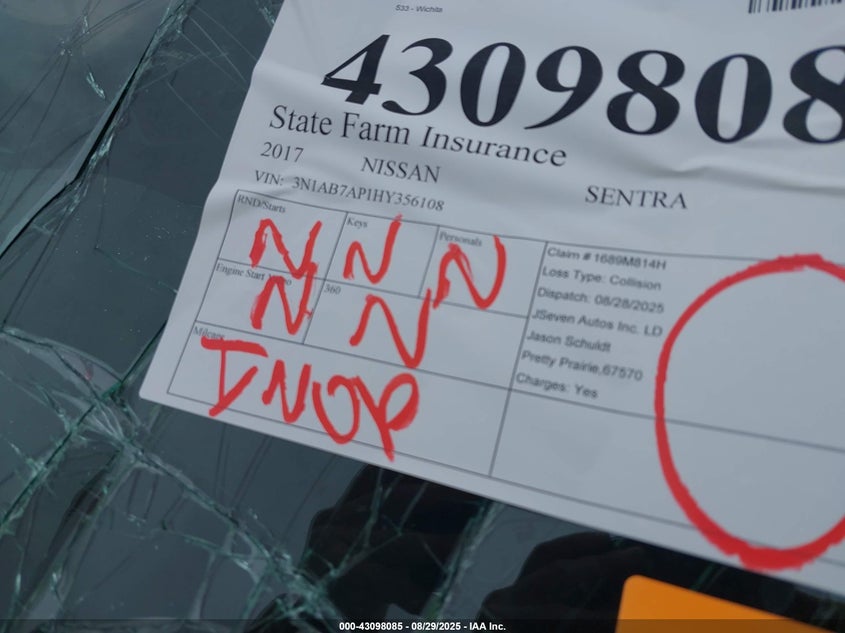 533 - Wichita
4309808
State Farm Insurance
2017 NISSAN SENTRA
VIN: 3N1AB7AP1HY356108
RND/Starts Keys Personals
N N N
Engine Start 360
N N
Mileage
INOP
Claim # 1689M814H
Loss Type: Collision
Dispatch: 08/28/2025
JSeven Autos Inc. LD
Jason Schuldt
Pretty Prairie,67570
Charges: Yes
000-43098085 - 08/29/2025 - IAA Inc.